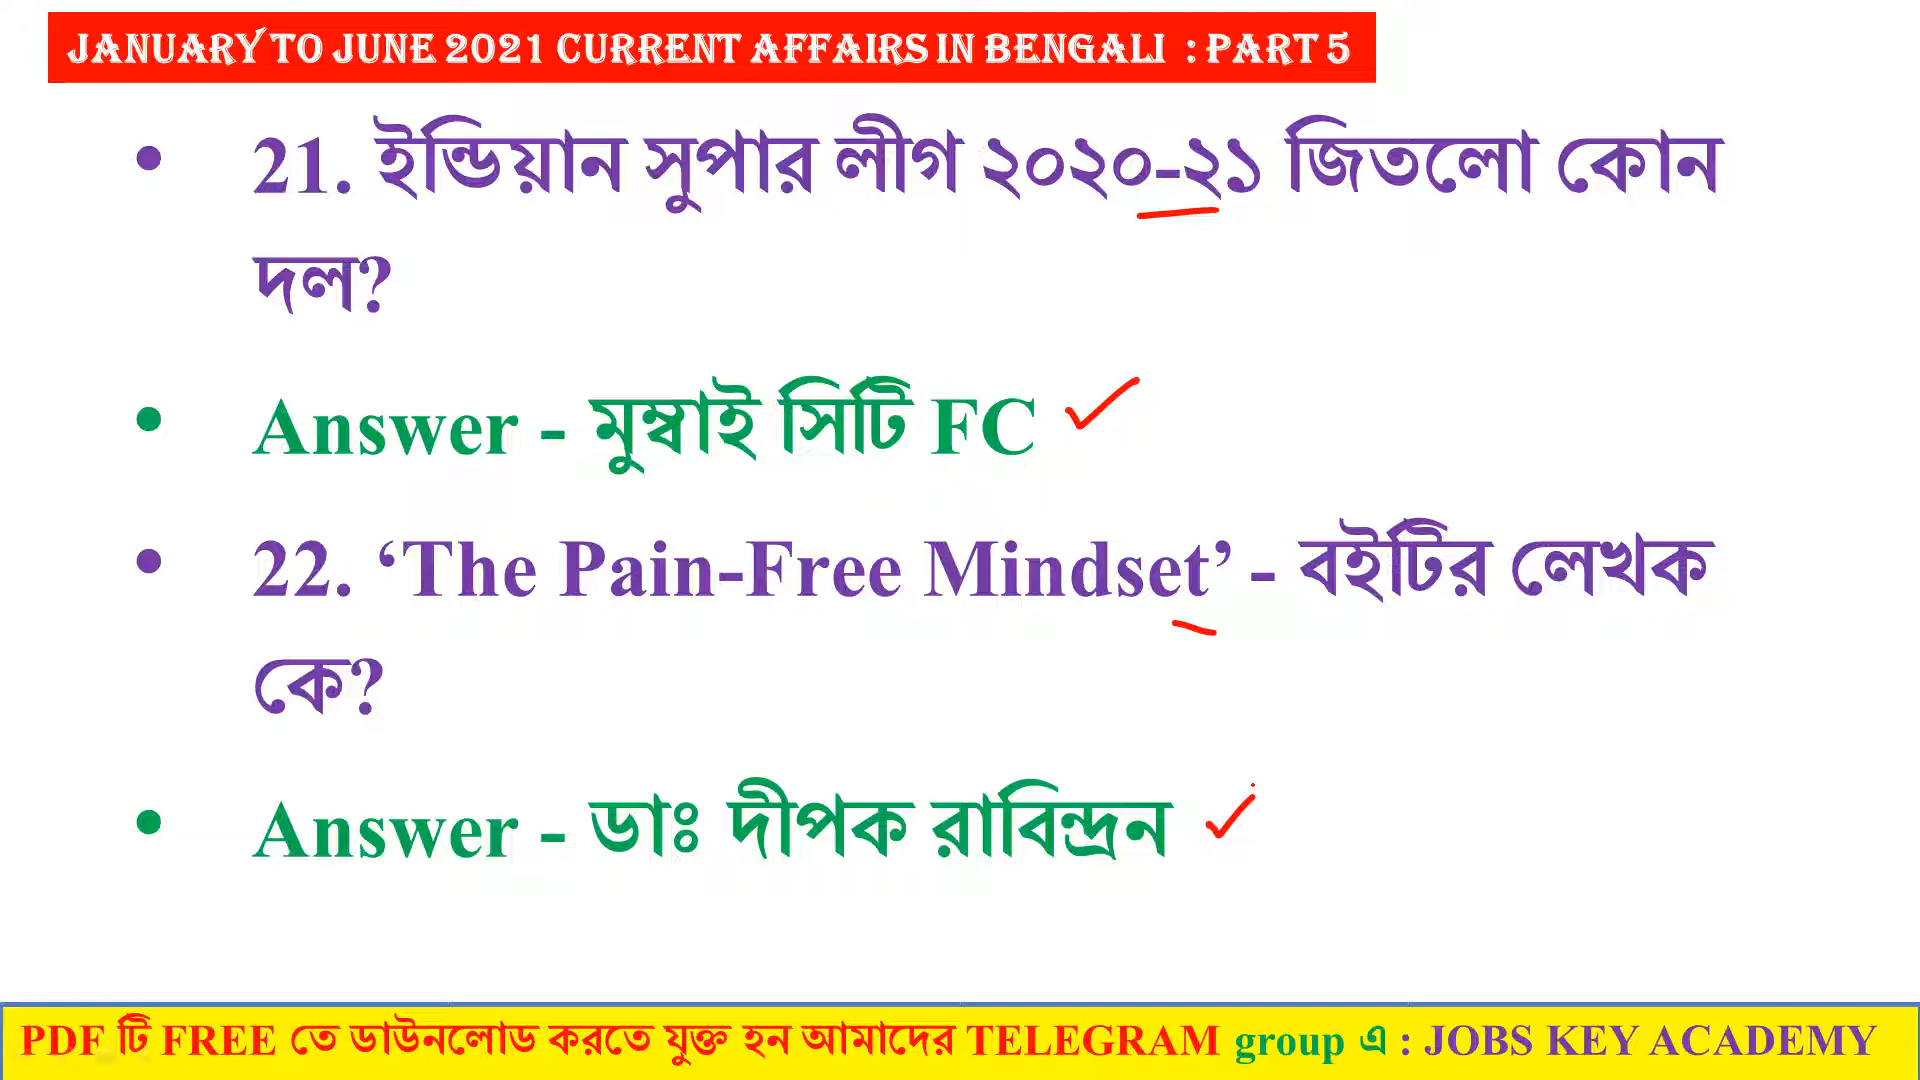 JANUARY TO JUNE 2021 CURRENT AFFAIRS IN BENGALI : PART 5
• 21. ইন্ডিয়ান সুপার লীগ ২০২০-২১ জিতলো কোন
দল?
• Answer - মুম্বাই সিটি FC
• 22. ‘The Pain-Free Mindset’ - বইটির লেখক
কে?
• Answer - ডাঃ দীপক রাবিন্দ্রন
PDF টি FREE তে ডাউনলোড করতে যুক্ত হন আমাদের TELEGRAM group এ : JOBS KEY ACADEMY